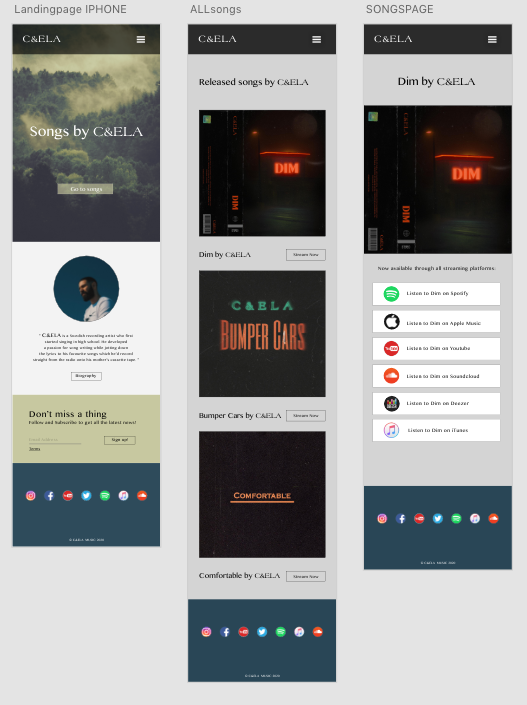 Landingpage IPHONE
C&ELA
Songs by C&ELA
Go to songs
" C&ELA is a Swedish recording artist who first
started singing in high school. He developed
a passion for song writing while jotting down
the lyrics to his favourite songs which he'd record
straight from the radio onto his mother's cassette tape. "
Biography
Don't miss a thing
Follow and Subscribe to get all the latest news!
Sign up!
Terms
© C&ELA MUSIC 2020
ALLsongs
C&ELA
Released songs by C&ELA
C&ELA
DIM
DIM
Dim by C&ELA
Stream Now
C&ELA
BUMPER CARS
Bumper Cars by C&ELA
Stream Now
COMFORTABLE
Comfortable by C&ELA
Stream Now
© C&ELA MUSIC 2020
SONGSPAGE
C&ELA
Dim by C&ELA
C&ELA
DIM
DIM
Now available through all streaming platforms:
Listen to Dim on Spotify
Listen to Dim on Apple Music
Listen to Dim on Youtube
Listen to Dim on Soundcloud
Listen to Dim on Deezer
Listen to Dim on iTunes
© C&ELA MUSIC 2020